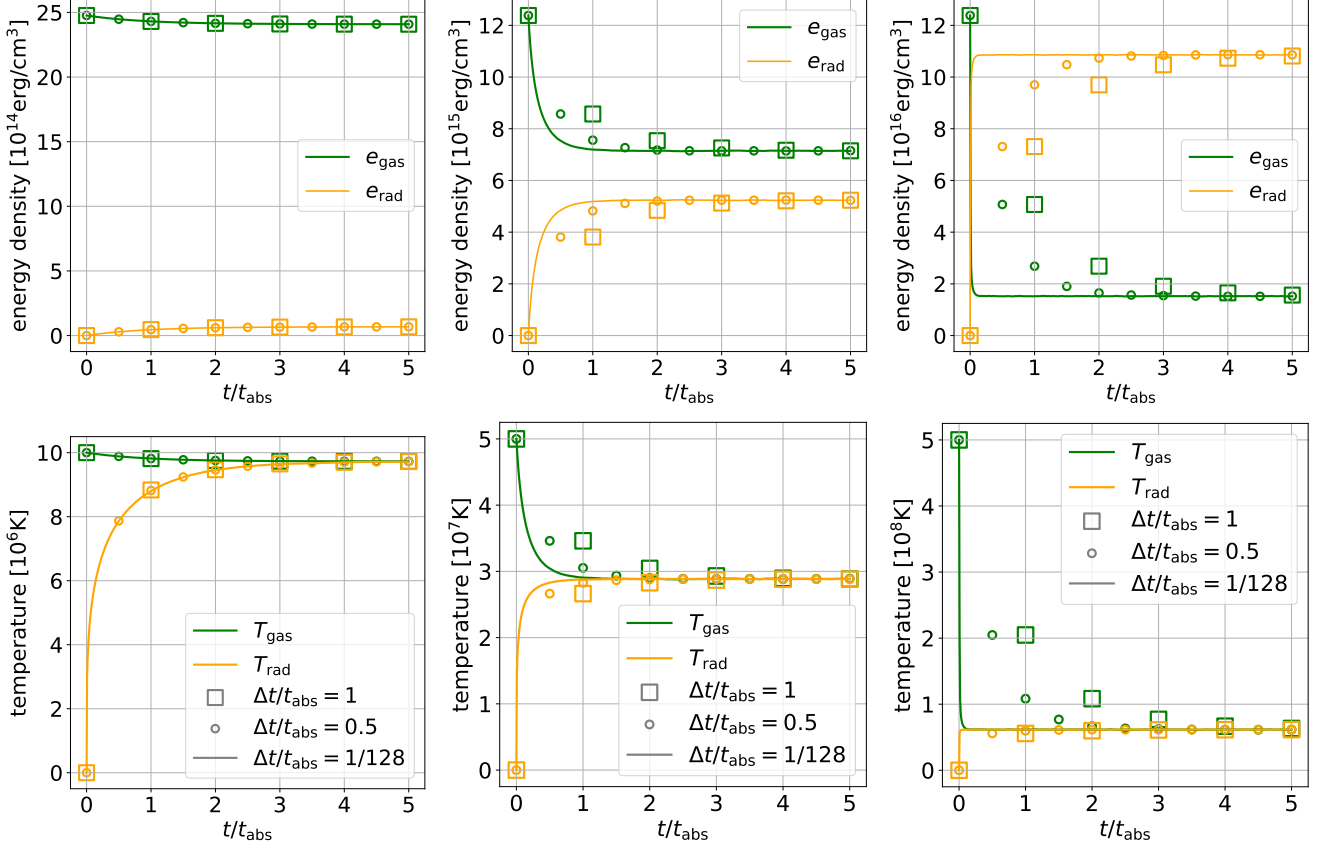 energy density [10¹⁴erg/cm³]
25
20
15
10
5
0
e_gas
e_rad
0 1 2 3 4 5
t/t_abs
energy density [10¹⁵erg/cm³]
12
10
8
6
4
2
0
e_gas
e_rad
0 1 2 3 4 5
t/t_abs
energy density [10¹⁶erg/cm³]
12
10
8
6
4
2
0
e_gas
e_rad
0 1 2 3 4 5
t/t_abs
temperature [10⁶K]
10
8
6
4
2
0
T_gas
T_rad
Δt/t_abs = 1
Δt/t_abs = 0.5
Δt/t_abs = 1/128
0 1 2 3 4 5
t/t_abs
temperature [10⁷K]
5
4
3
2
1
0
T_gas
T_rad
Δt/t_abs = 1
Δt/t_abs = 0.5
Δt/t_abs = 1/128
0 1 2 3 4 5
t/t_abs
temperature [10⁸K]
5
4
3
2
1
0
T_gas
T_rad
Δt/t_abs = 1
Δt/t_abs = 0.5
Δt/t_abs = 1/128
0 1 2 3 4 5
t/t_abs